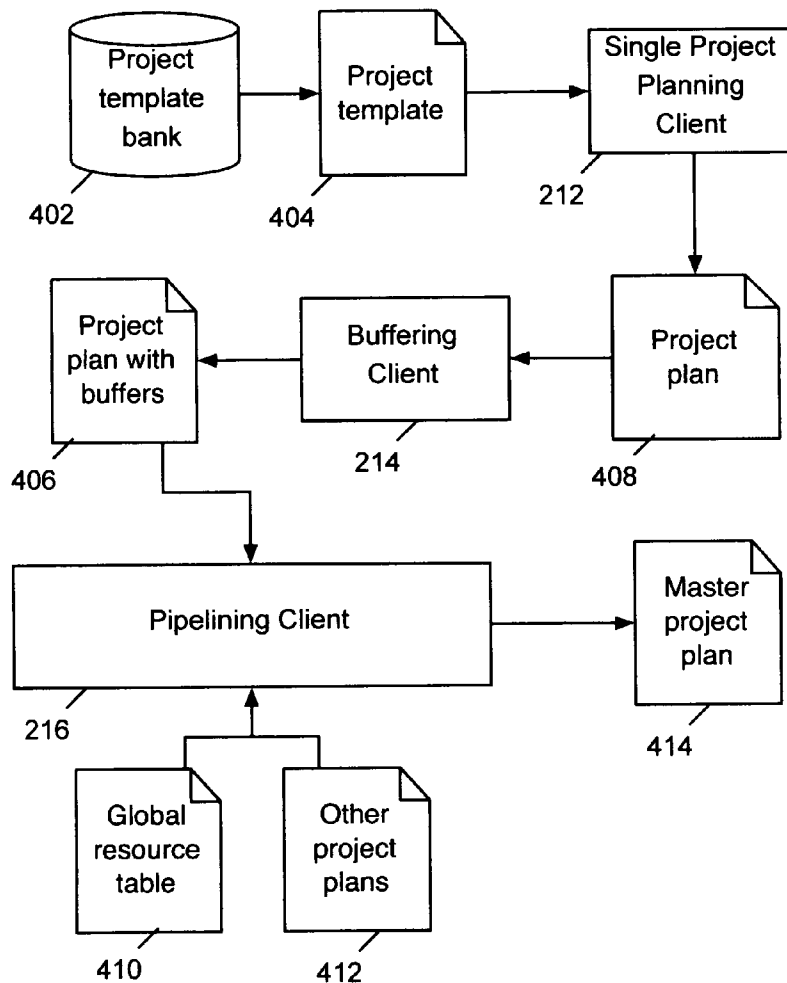 Project
template
bank
402
Project
template
404
Single Project
Planning
Client
212
Project
plan with
buffers
406
Buffering
Client
214
Project
plan
408
Pipelining Client
216
Master
project
plan
414
Global
resource
table
410
Other
project
plans
412